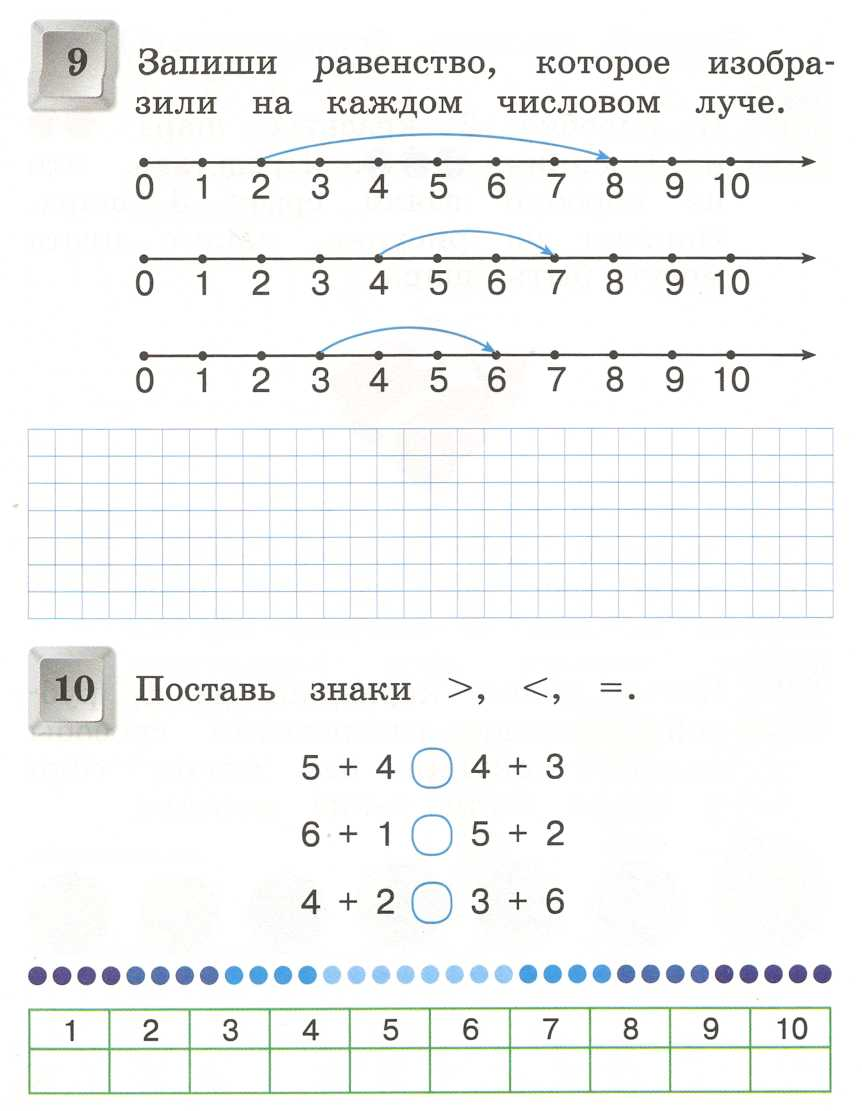 9
Запиши равенство, которое изобра-
зили на каждом числовом луче.
0 1 2 3 4 5 6 7 8 9 10
0 1 2 3 4 5 6 7 8 9 10
0 1 2 3 4 5 6 7 8 9 10
10
Поставь знаки >, <, =.
5 + 4 4 + 3
6 + 1 5 + 2
4 + 2 3 + 6
1 2 3 4 5 6 7 8 9 10